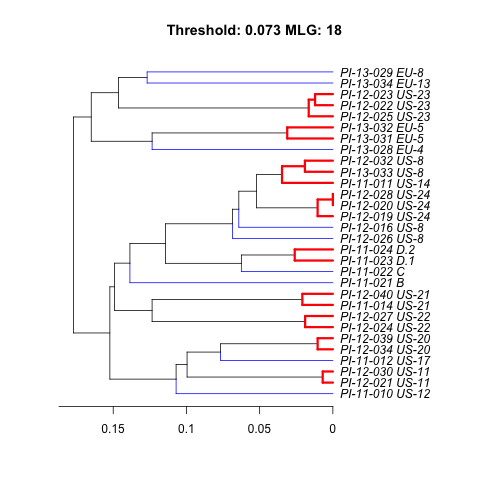 Threshold: 0.073 MLG: 18
PI-13-029 EU-8
PI-13-034 EU-13
PI-12-023 US-23
PI-12-022 US-23
PI-12-025 US-23
PI-13-032 EU-5
PI-13-031 EU-5
PI-13-028 EU-4
PI-12-032 US-8
PI-13-033 US-8
PI-11-011 US-14
PI-12-028 US-24
PI-12-020 US-24
PI-12-019 US-24
PI-12-016 US-8
PI-12-026 US-8
PI-11-024 D.2
PI-11-023 D.1
PI-11-022 C
PI-11-021 B
PI-12-040 US-21
PI-11-014 US-21
PI-12-027 US-22
PI-12-024 US-22
PI-12-039 US-20
PI-12-034 US-20
PI-11-012 US-17
PI-12-030 US-11
PI-12-021 US-11
PI-11-010 US-12
0.15 0.1 0.05 0